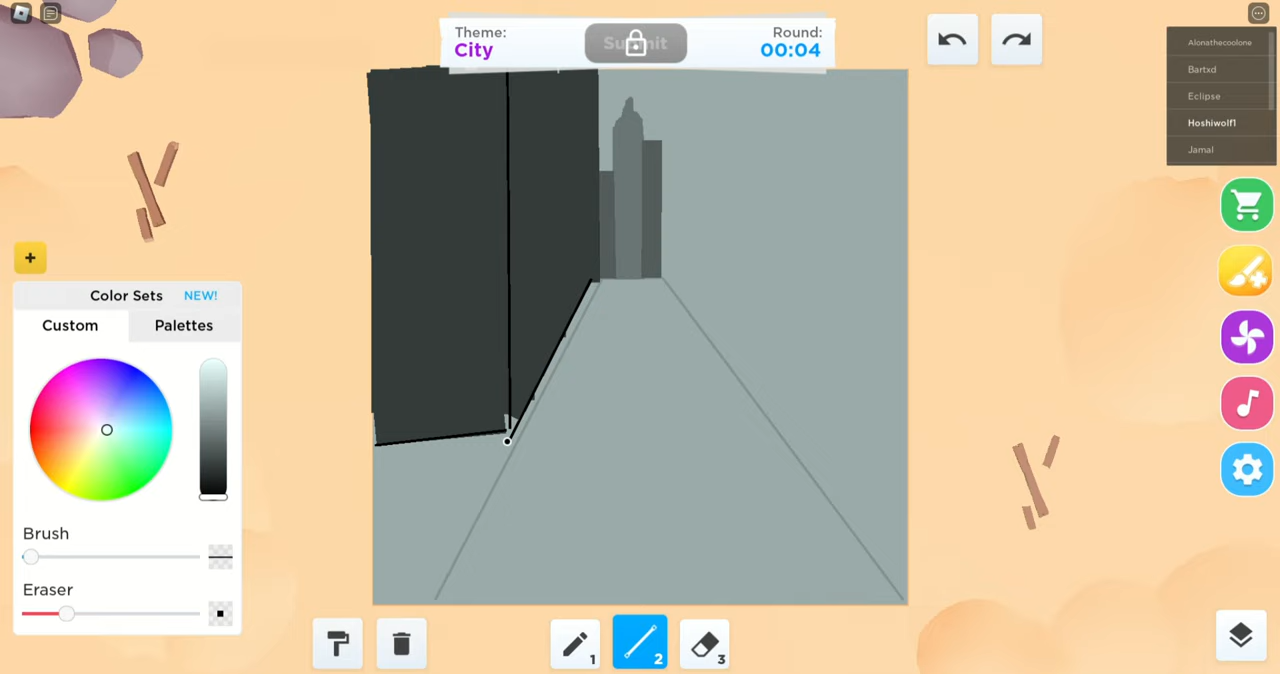 Theme:
City
Submit
Round:
00:04
Alonathecoolone
Bartxd
Eclipse
Hoshiwolf1
Jamal
+
Color Sets NEW!
Custom Palettes
Brush
Eraser
1
2
3